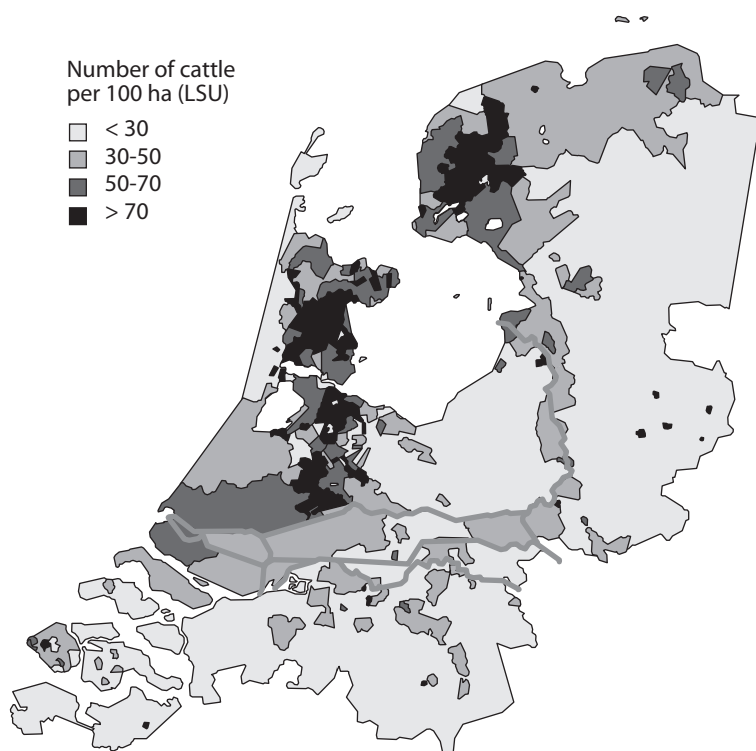 Number of cattle
per 100 ha (LSU)
< 30
30-50
50-70
> 70